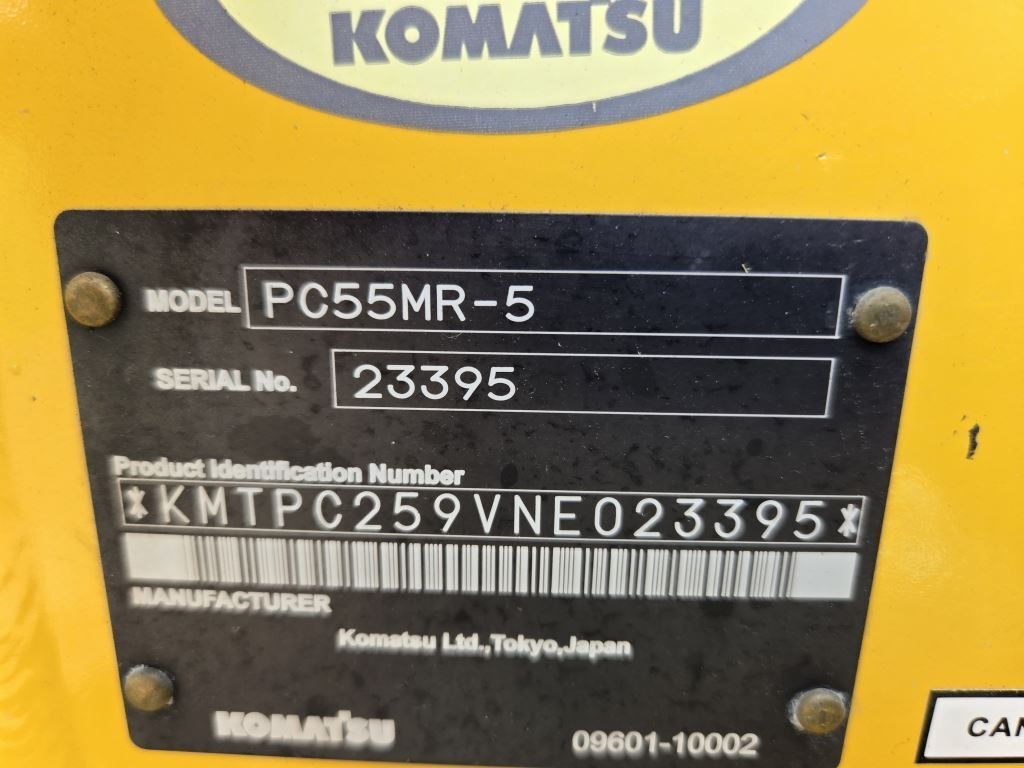 KOMATSU
MODEL PC55MR-5
SERIAL No. 23395
Product Identification Number
*KMTPC259VNE023395*
MANUFACTURER
Komatsu Ltd.,Tokyo,Japan
KOMATSU
09601-10002
CAN